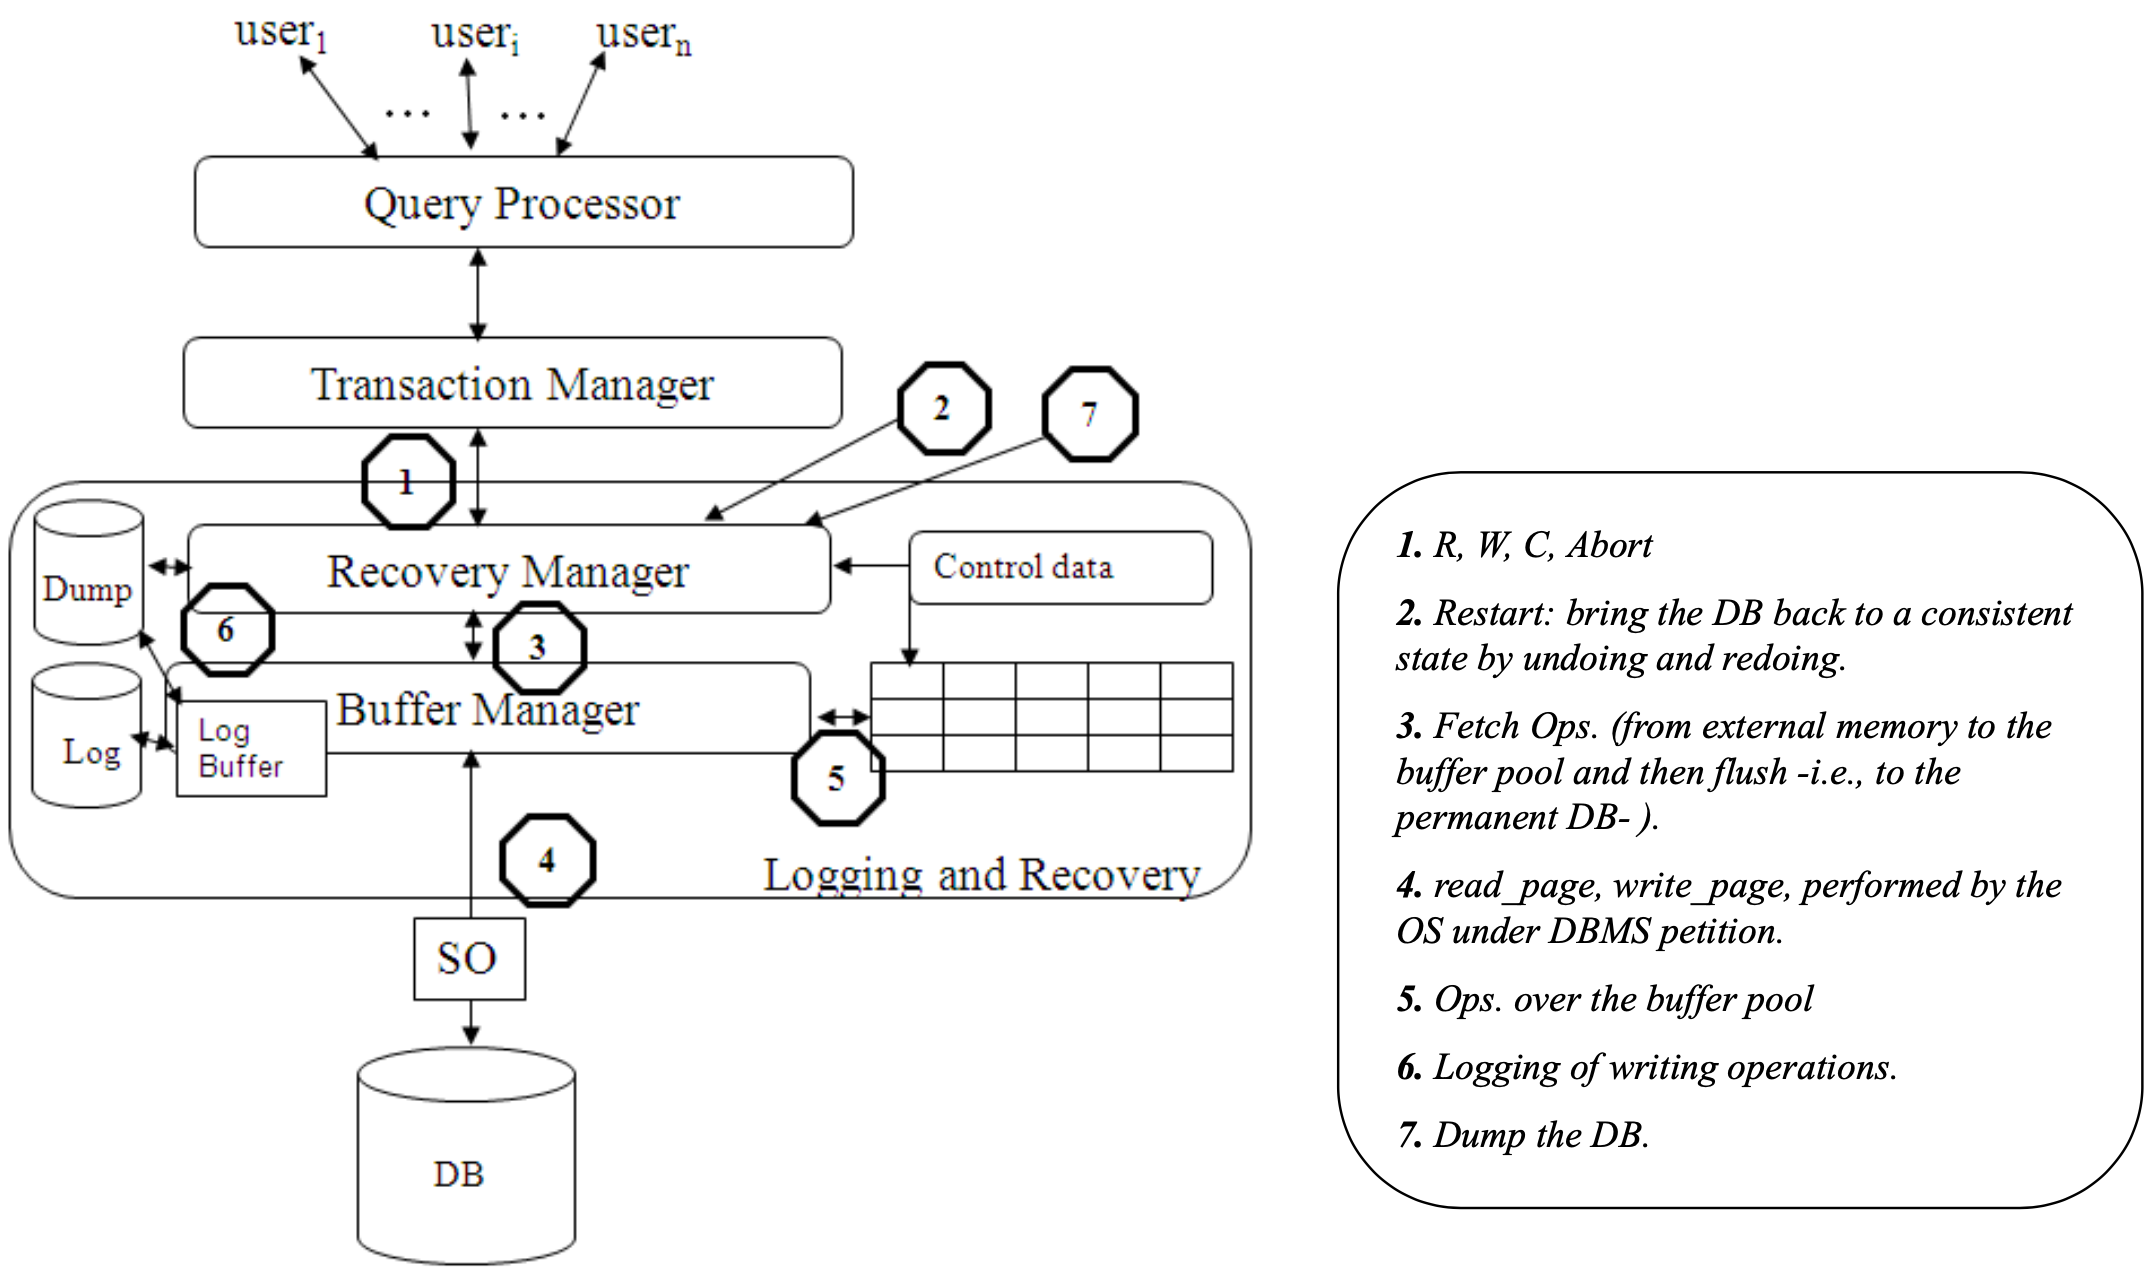 user1 useri usern
... ...
Query Processor
Transaction Manager
2
7
1
Dump
Recovery Manager
Control data
6
3
Log
Log
Buffer
Buffer Manager
5
4
Logging and Recovery
SO
DB
1. R, W, C, Abort
2. Restart: bring the DB back to a consistent
state by undoing and redoing.
3. Fetch Ops. (from external memory to the
buffer pool and then flush -i.e., to the
permanent DB- ).
4. read_page, write_page, performed by the
OS under DBMS petition.
5. Ops. over the buffer pool
6. Logging of writing operations.
7. Dump the DB.